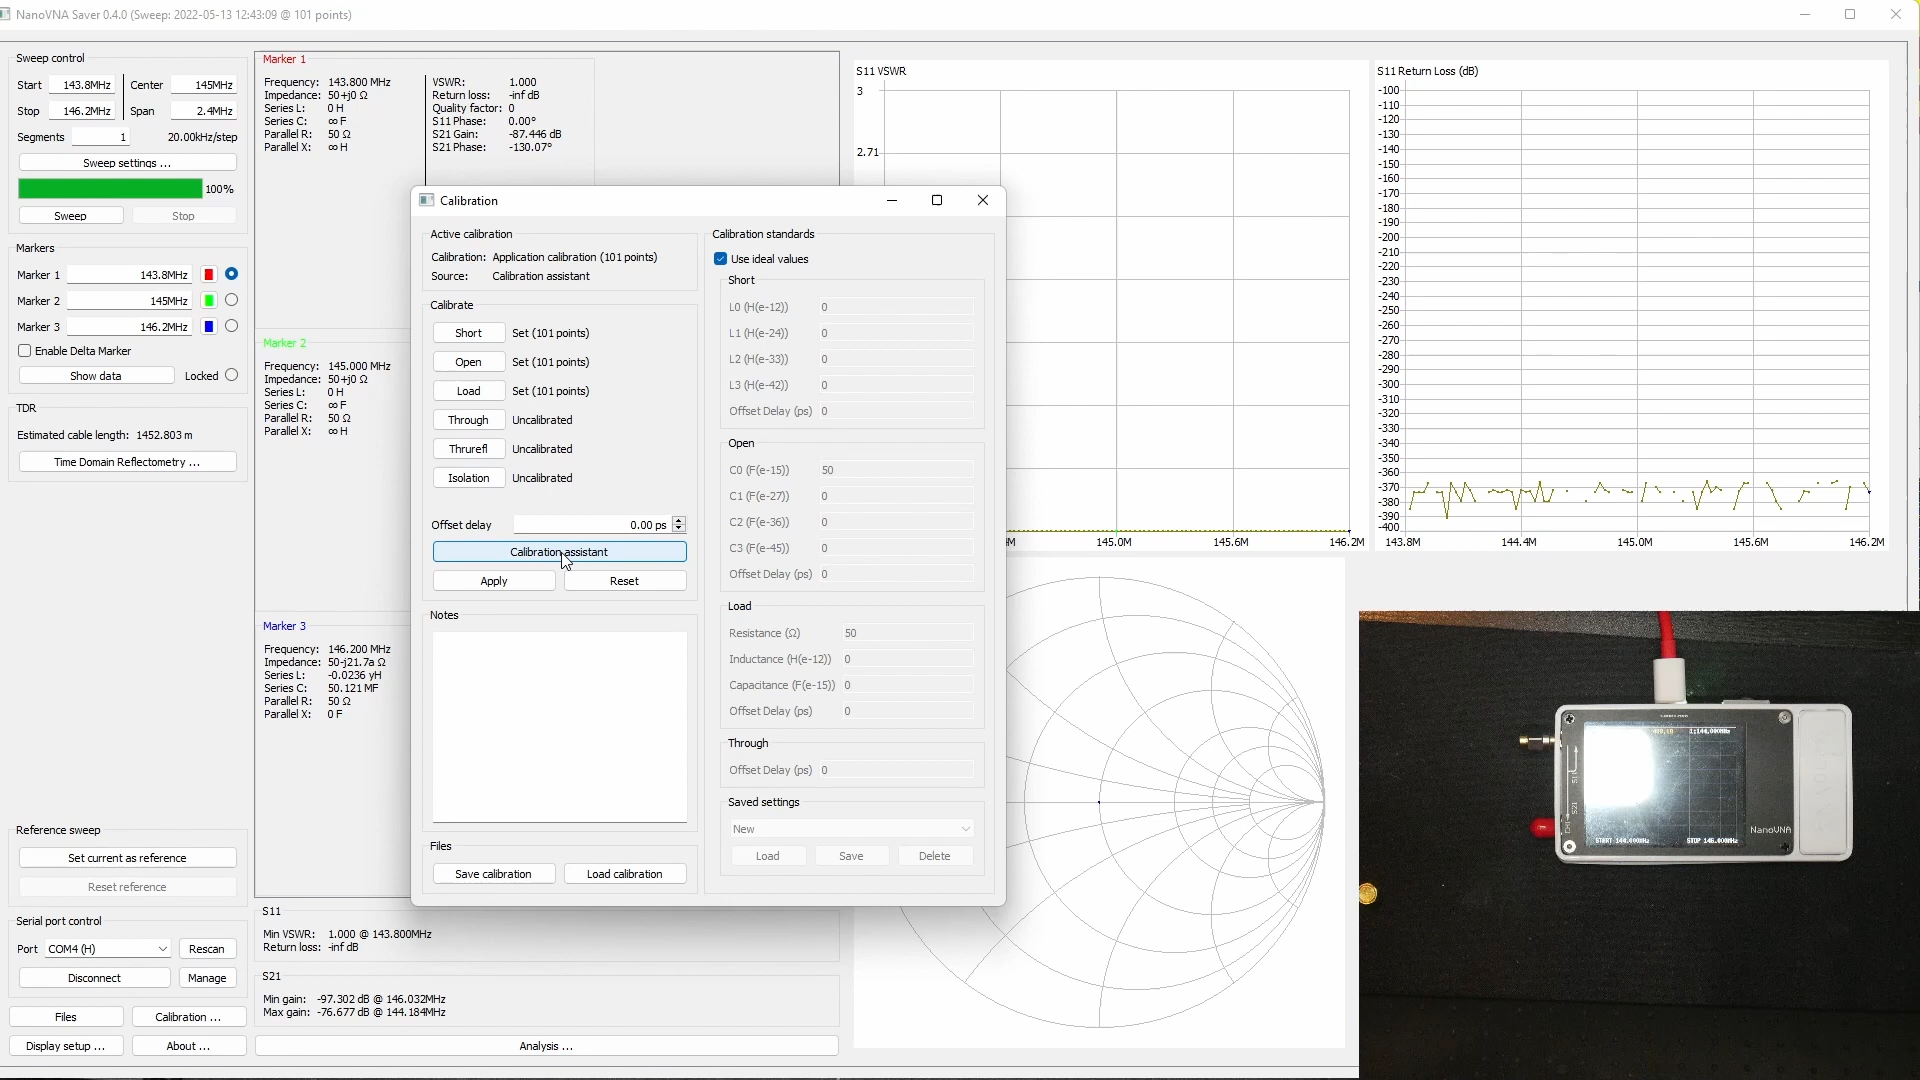 NanoVNA Saver 0.4.0 (Sweep: 2022-05-13 12:43:09 @ 101 points)
Sweep control
Start 143.8MHz Center 145MHz
Stop 146.2MHz Span 2.4MHz
Segments 1 20.00kHz/step
Sweep settings ...
100%
Sweep Stop
Markers
Marker 1 143.8MHz
Marker 2 145MHz
Marker 3 146.2MHz
Enable Delta Marker
Show data Locked
TDR
Estimated cable length: 1452.803 m
Time Domain Reflectometry ...
Reference sweep
Set current as reference
Reset reference
Serial port control
Port COM4 (H) Rescan
Disconnect Manage
Files Calibration ...
Display setup ... About ...
Marker 1
Frequency: 143.800 MHz
Impedance: 50+j0 Ω
Series L: 0 H
Series C: ∞ F
Parallel R: 50 Ω
Parallel X: ∞ H
VSWR: 1.000
Return loss: -inf dB
Quality factor: 0
S11 Phase: 0.00°
S21 Gain: -87.446 dB
S21 Phase: -130.07°
Marker 2
Frequency: 145.000 MHz
Impedance: 50+j0 Ω
Series L: 0 H
Series C: ∞ F
Parallel R: 50 Ω
Parallel X: ∞ H
Marker 3
Frequency: 146.200 MHz
Impedance: 50-j21.7a Ω
Series L: -0.0236 yH
Series C: 50.121 MF
Parallel R: 50 Ω
Parallel X: 0 F
S11
Min VSWR: 1.000 @ 143.800MHz
Return loss: -inf dB
S21
Min gain: -97.302 dB @ 146.032MHz
Max gain: -76.677 dB @ 144.184MHz
Analysis ...
Calibration
Active calibration
Calibration: Application calibration (101 points)
Source: Calibration assistant
Calibrate
Short Set (101 points)
Open Set (101 points)
Load Set (101 points)
Through Uncalibrated
Thrurefl Uncalibrated
Isolation Uncalibrated
Offset delay 0.00 ps
Calibration assistant
Apply Reset
Notes
Files
Save calibration Load calibration
Calibration standards
Use ideal values
Short
L0 (H(e-12)) 0
L1 (H(e-24)) 0
L2 (H(e-33)) 0
L3 (H(e-42)) 0
Offset Delay (ps) 0
Open
C0 (F(e-15)) 50
C1 (F(e-27)) 0
C2 (F(e-36)) 0
C3 (F(e-45)) 0
Offset Delay (ps) 0
Load
Resistance (Ω) 50
Inductance (H(e-12)) 0
Capacitance (F(e-15)) 0
Offset Delay (ps) 0
Through
Offset Delay (ps) 0
Saved settings
New
Load Save Delete
S11 VSWR
3
2.71
M 145.0M 145.6M 146.2M
S11 Return Loss (dB)
-100
-110
-120
-130
-140
-150
-160
-170
-180
-190
-200
-210
-220
-230
-240
-250
-260
-270
-280
-290
-300
-310
-320
-330
-340
-350
-360
-370
-380
-390
-400
143.8M 144.4M 145.0M 145.6M 146.2M
1:144.000MHz
S11
S21
CH1
NanoVNA
START 144.000MHz STOP 146.000MHz